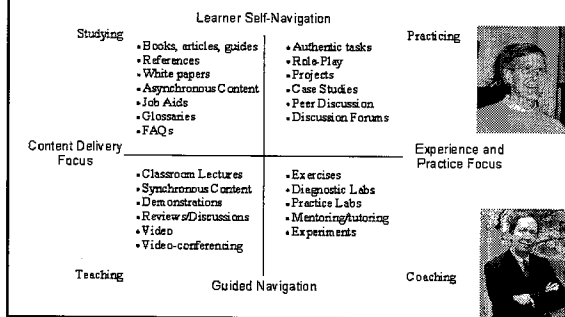 Learner Self-Navigation
Studying
Practicing
• Books, articles, guides
• References
• White papers
• Asynchronous Content
• Job Aids
• Glossaries
• FAQs
• Authentic tasks
• Role-Play
• Projects
• Case Studies
• Peer Discussion
• Discussion Forums
Content Delivery
Focus
Experience and
Practice Focus
• Classroom Lectures
• Synchronous Content
• Demonstrations
• Reviews/Discussions
• Video
• Video-conferencing
• Exercises
• Diagnostic Labs
• Practice Labs
• Mentoring/tutoring
• Experiments
Teaching
Guided Navigation
Coaching